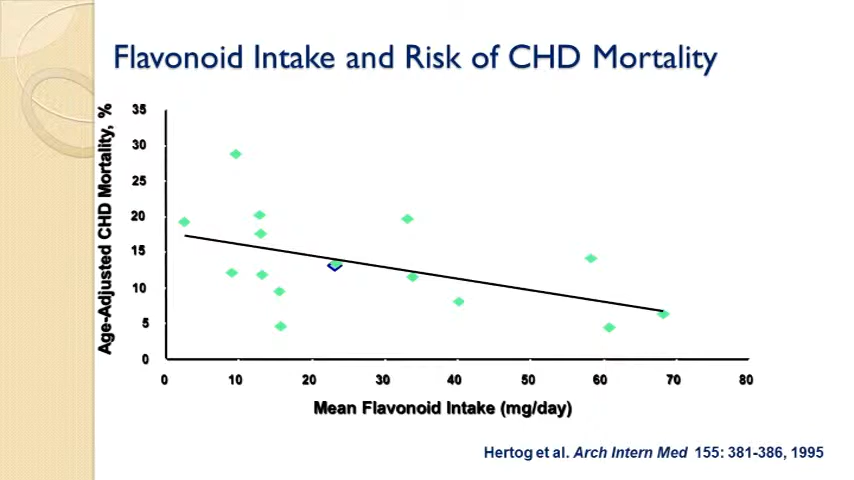 Flavonoid Intake and Risk of CHD Mortality
Age-Adjusted CHD Mortality, %
35
30
25
20
15
10
5
0
0 10 20 30 40 50 60 70 80
Mean Flavonoid Intake (mg/day)
Hertog et al. Arch Intern Med 155: 381-386, 1995